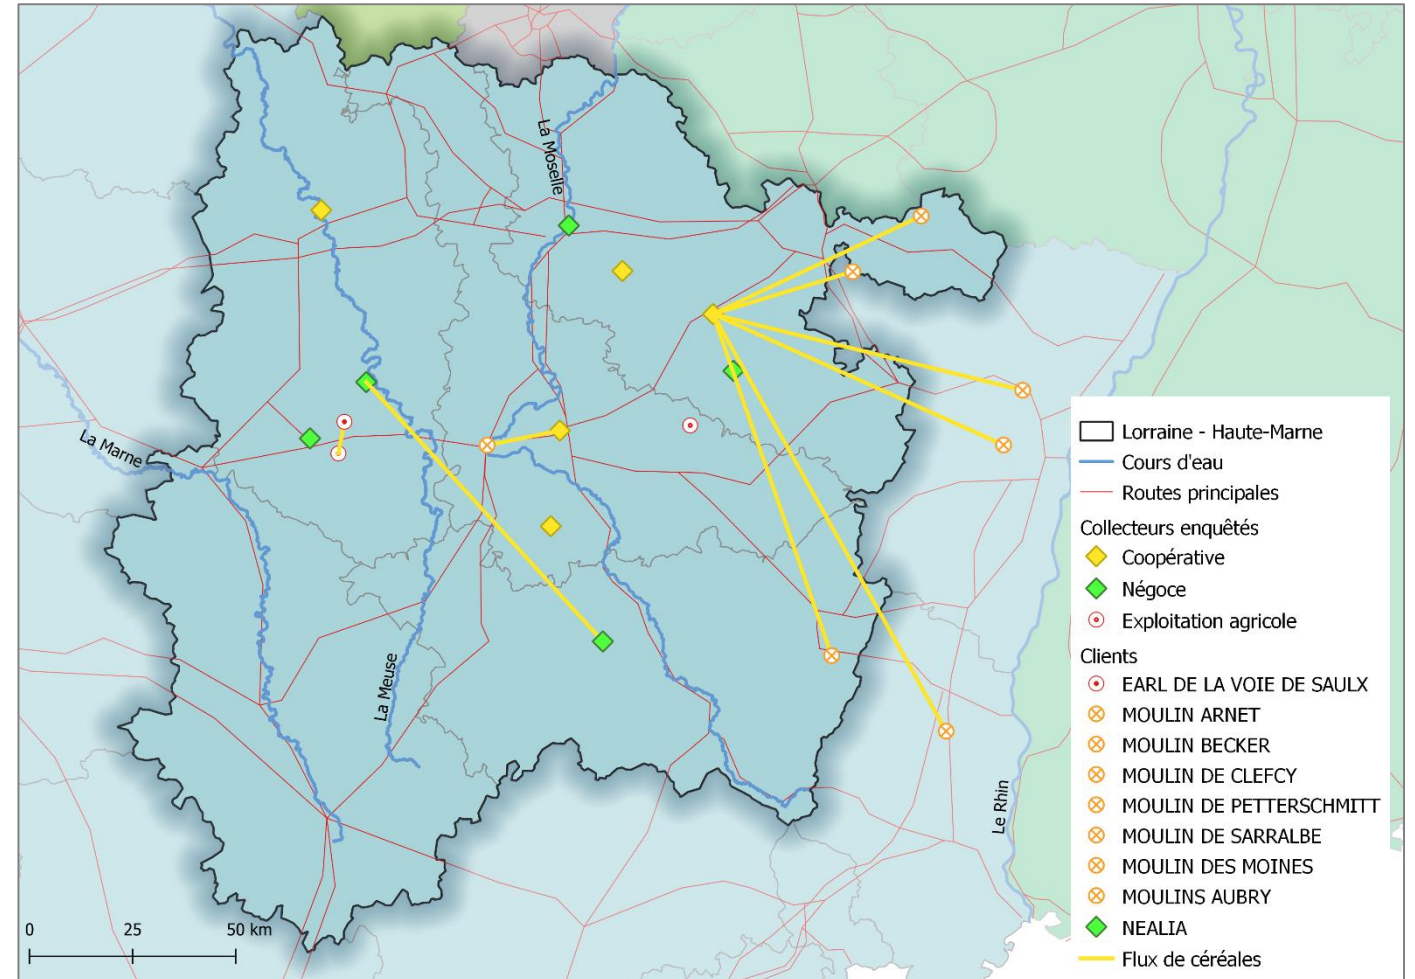 La Moselle
La Marne
La Meuse
Le Rhin
0 25 50 km
Lorraine - Haute-Marne
Cours d'eau
Routes principales
Collecteurs enquêtés
Coopérative
Négoce
Exploitation agricole
Clients
EARL DE LA VOIE DE SAULX
MOULIN ARNET
MOULIN BECKER
MOULIN DE CLEFCY
MOULIN DE PETTERSCHMITT
MOULIN DE SARRALBE
MOULIN DES MOINES
MOULINS AUBRY
NEALIA
Flux de céréales